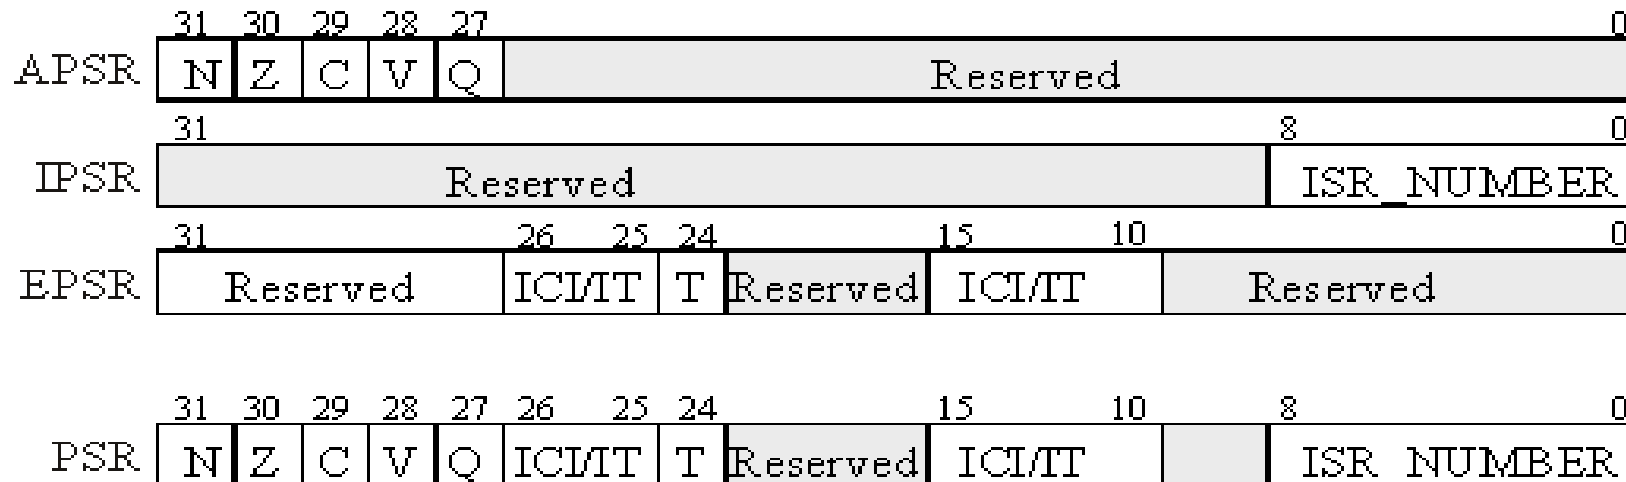 31 30 29 28 27 0
APSR N Z C V Q Reserved
31 8 0
IPSR Reserved ISR_NUMBER
31 26 25 24 15 10 0
EPSR Reserved ICI/IT T Reserved ICI/IT Reserved
31 30 29 28 27 26 25 24 15 10 8 0
PSR N Z C V Q ICI/IT T Reserved ICI/IT ISR NUMBER